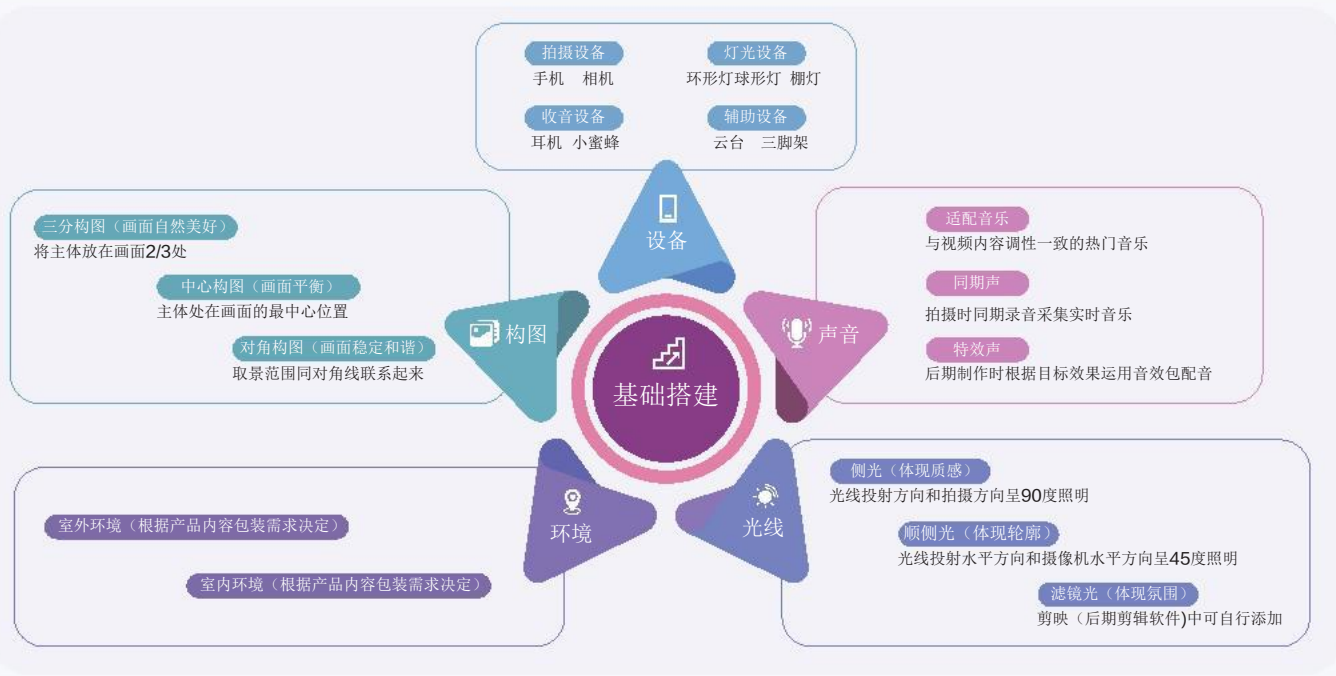 拍摄设备
手机 相机
灯光设备
环形灯球形灯 棚灯
收音设备
耳机 小蜜蜂
辅助设备
云台 三脚架
设备
三分构图（画面自然美好）
将主体放在画面2/3处
中心构图（画面平衡）
主体处在画面的最中心位置
对角构图（画面稳定和谐）
取景范围同对角线联系起来
构图
适配音乐
与视频内容调性一致的热门音乐
同期声
拍摄时同期录音采集实时音乐
特效声
后期制作时根据目标效果运用音效包配音
声音
基础搭建
室外环境（根据产品内容包装需求决定）
室内环境（根据产品内容包装需求决定）
环境
侧光（体现质感）
光线投射方向和拍摄方向呈90度照明
顺侧光（体现轮廓）
光线投射水平方向和摄像机水平方向呈45度照明
滤镜光（体现氛围）
剪映（后期剪辑软件)中可自行添加
光线